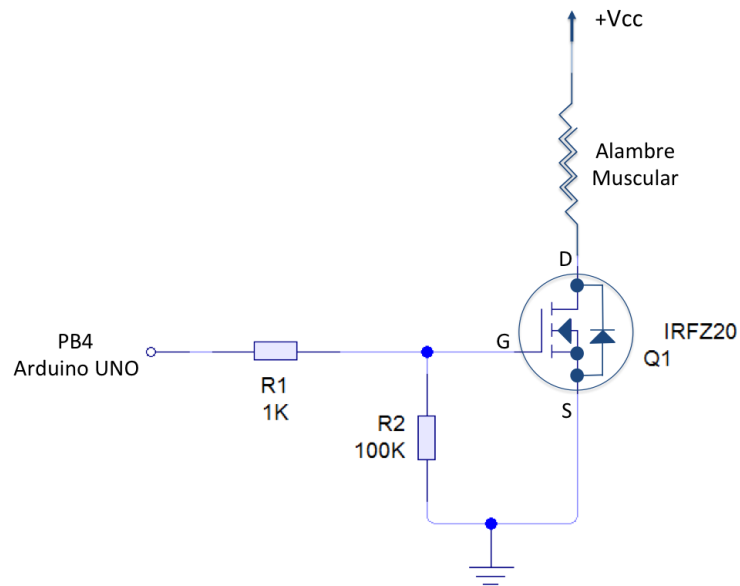 +Vcc
Alambre
Muscular
D
G
IRFZ20
Q1
S
PB4
Arduino UNO
R1
1K
R2
100K